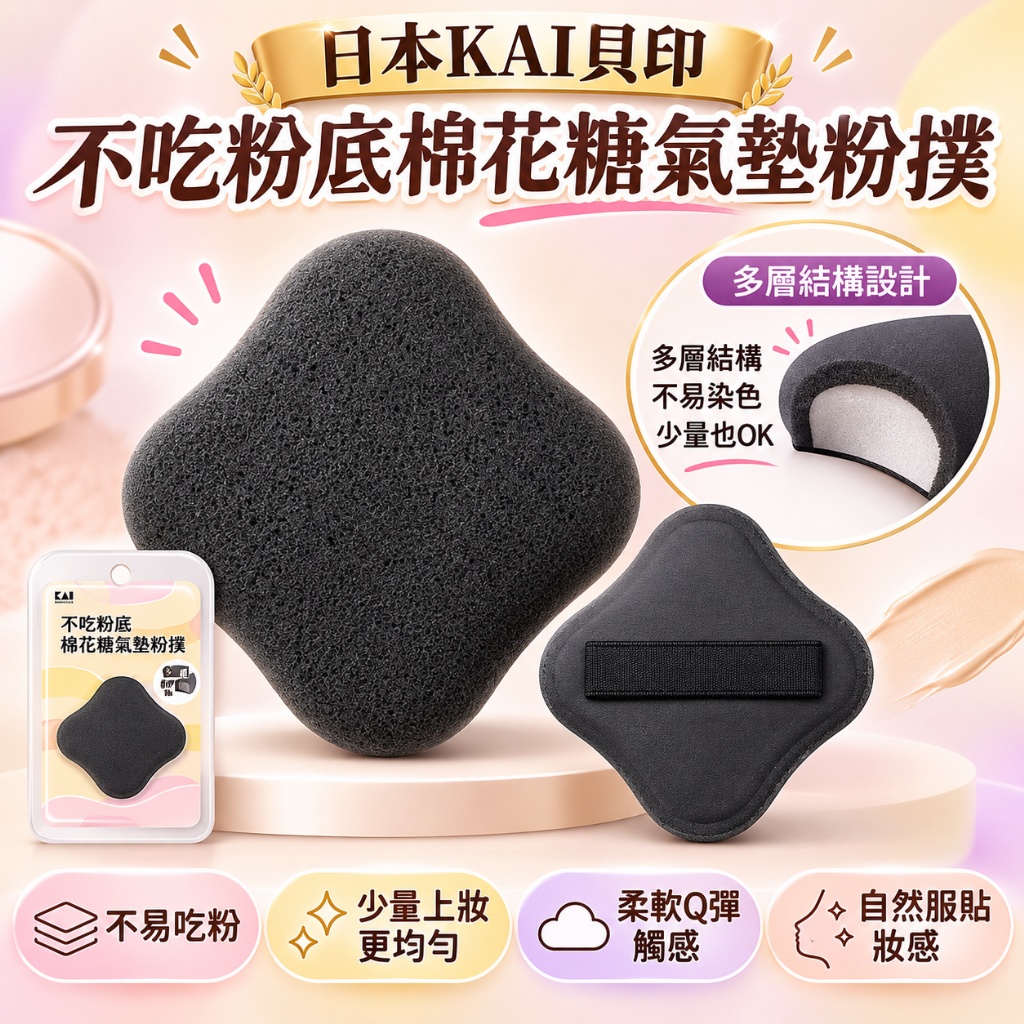 日本KAI貝印
不吃粉底棉花糖氣墊粉撲
多層結構設計
多層結構
不易染色
少量也OK
KAI
不吃粉底
棉花糖氣墊粉撲
不易吃粉
少量上妝
更均勻
柔軟Q彈
觸感
自然服貼
妝感